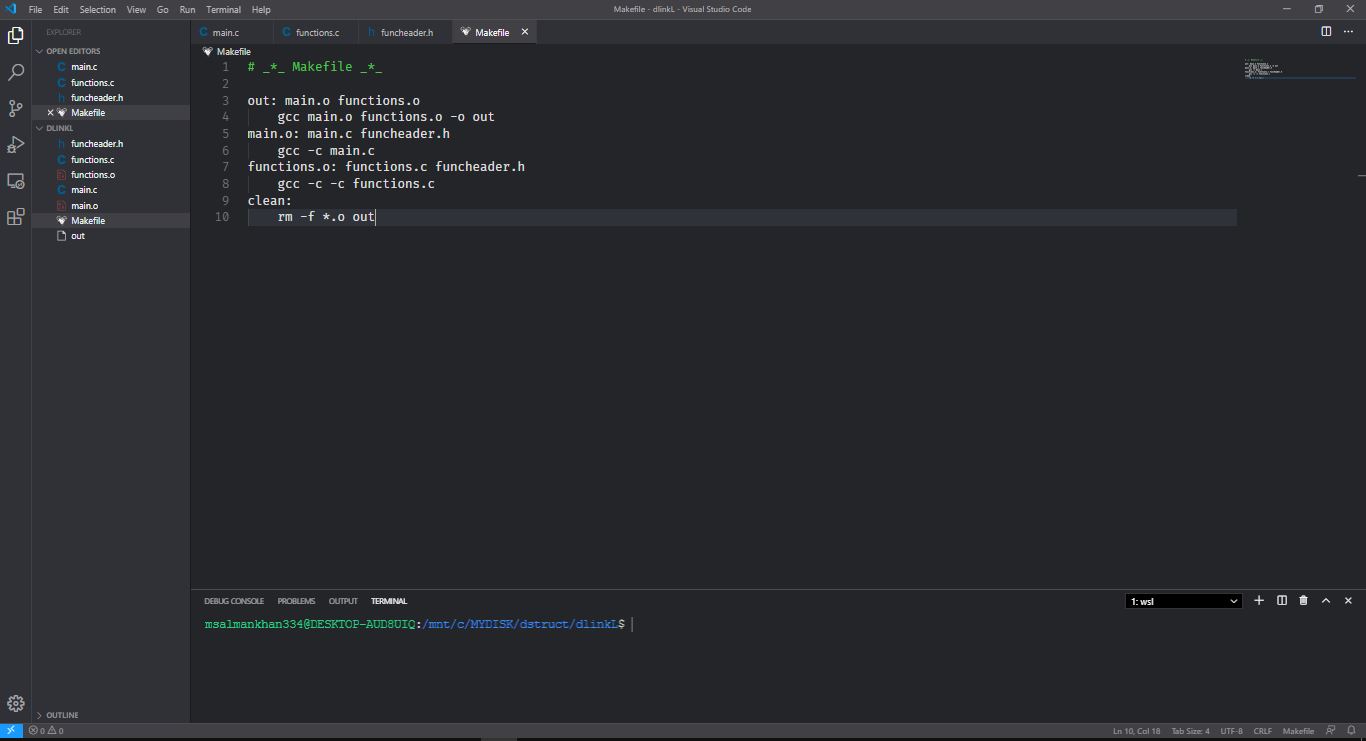 File Edit Selection View Go Run Terminal Help
Makefile - dlinkL - Visual Studio Code
EXPLORER
OPEN EDITORS
main.c
functions.c
funcheader.h
Makefile
DLINKL
funcheader.h
functions.c
functions.o
main.c
main.o
Makefile
out
OUTLINE
main.c functions.c funcheader.h Makefile
Makefile
1 # _*_ Makefile _*_
2
3 out: main.o functions.o
4 gcc main.o functions.o -o out
5 main.o: main.c funcheader.h
6 gcc -c main.c
7 functions.o: functions.c funcheader.h
8 gcc -c -c functions.c
9 clean:
10 rm -f *.o out
DEBUG CONSOLE PROBLEMS OUTPUT TERMINAL
1: wsl
msalmankhan334@DESKTOP-AUD8UIQ:/mnt/c/MYDISK/dstruct/dlinkL$
0 0
Ln 10, Col 18 Tab Size: 4 UTF-8 CRLF Makefile